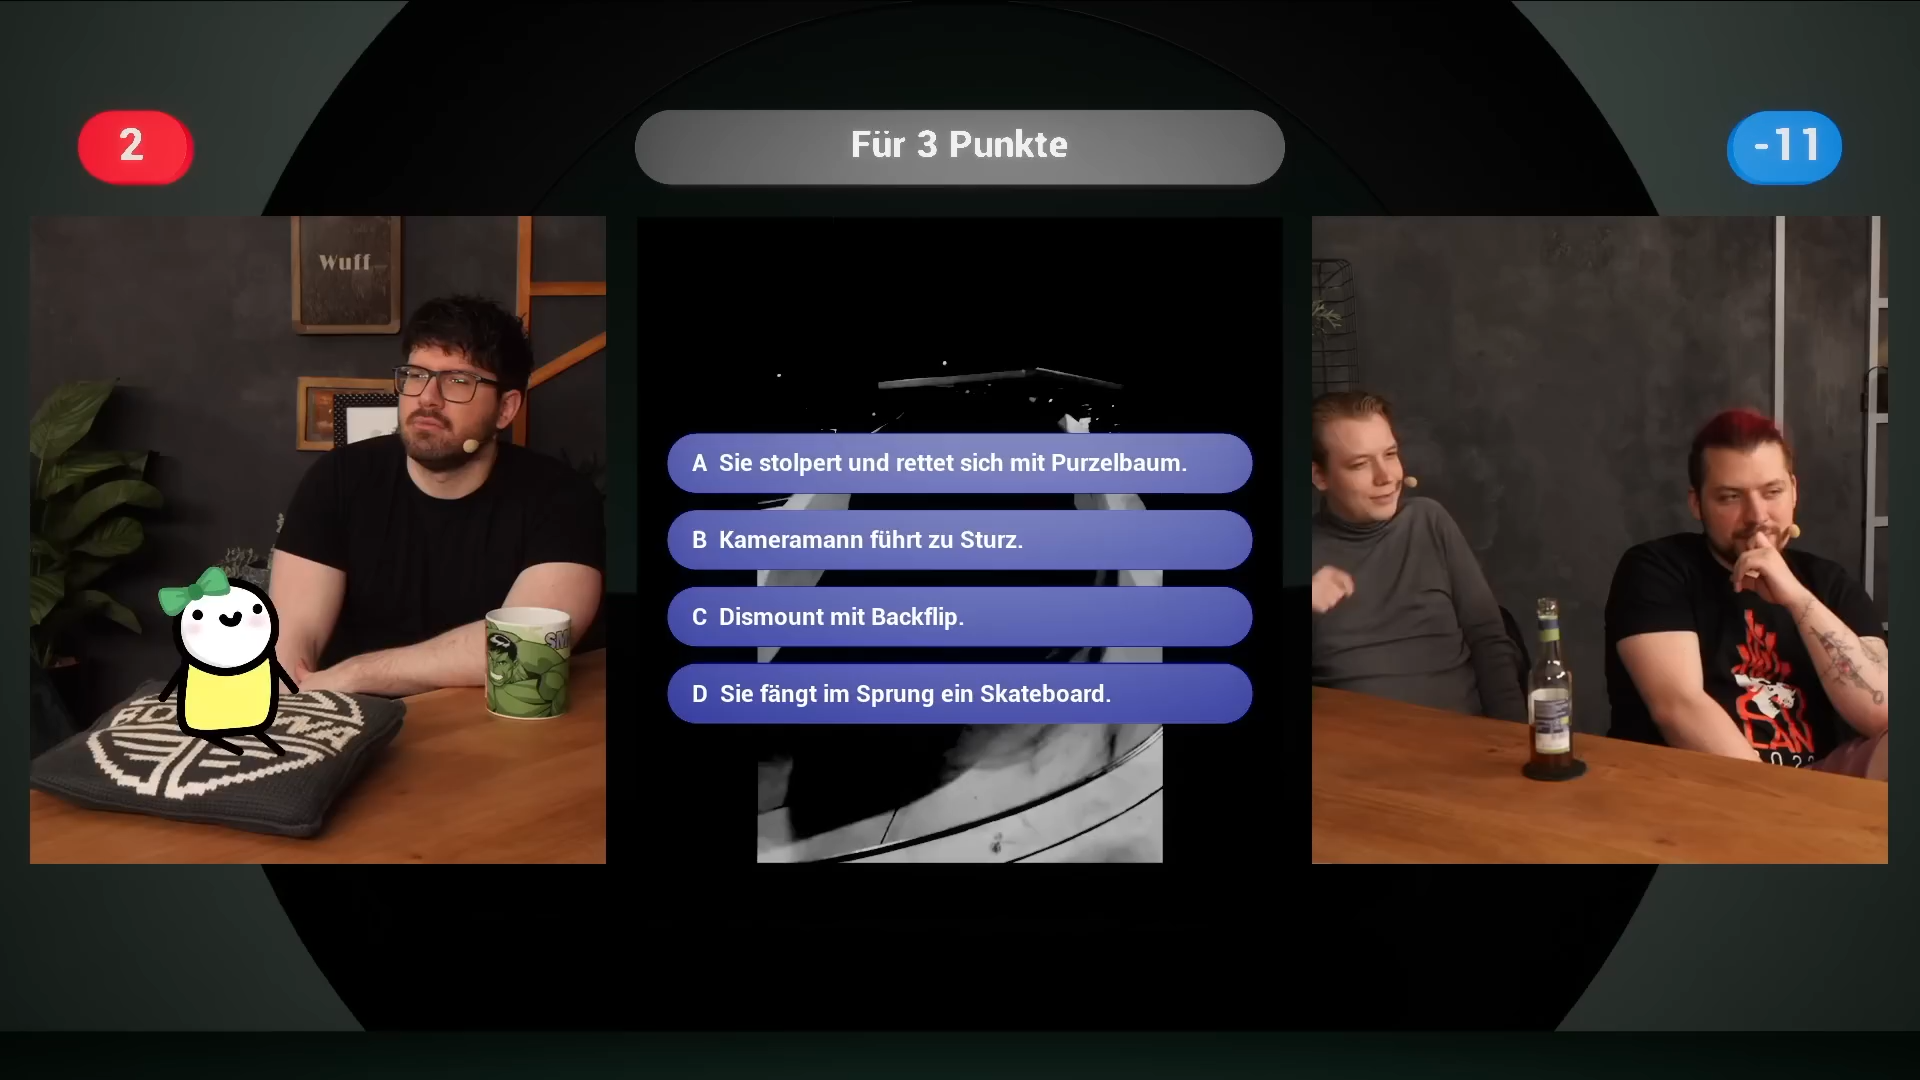 2
Für 3 Punkte
-11
Wuff
A Sie stolpert und rettet sich mit Purzelbaum.
B Kameramann führt zu Sturz.
C Dismount mit Backflip.
D Sie fängt im Sprung ein Skateboard.
LAN